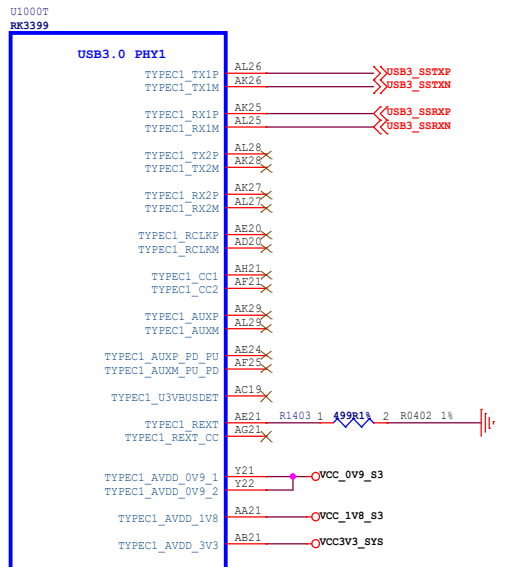 U1000T
RK3399
USB3.0 PHY1
TYPEC1_TX1P AL26 USB3_SSTXP
TYPEC1_TX1M AK26 USB3_SSTXN
TYPEC1_RX1P AK25 USB3_SSRXP
TYPEC1_RX1M AL25 USB3_SSRXN
TYPEC1_TX2P AL28
TYPEC1_TX2M AK28
TYPEC1_RX2P AK27
TYPEC1_RX2M AL27
TYPEC1_RCLKP AE20
TYPEC1_RCLKM AD20
TYPEC1_CC1 AH21
TYPEC1_CC2 AF21
TYPEC1_AUXP AK29
TYPEC1_AUXM AL29
TYPEC1_AUXP_PD_PU AE24
TYPEC1_AUXM_PU_PD AF25
TYPEC1_U3VBUSDET AC19
TYPEC1_REXT AE21 R1403 1 499R1% 2 R0402 1%
TYPEC1_REXT_CC AG21
TYPEC1_AVDD_0V9_1 Y21 VCC_0V9_S3
TYPEC1_AVDD_0V9_2 Y22
TYPEC1_AVDD_1V8 AA21 VCC_1V8_S3
TYPEC1_AVDD_3V3 AB21 VCC3V3_SYS